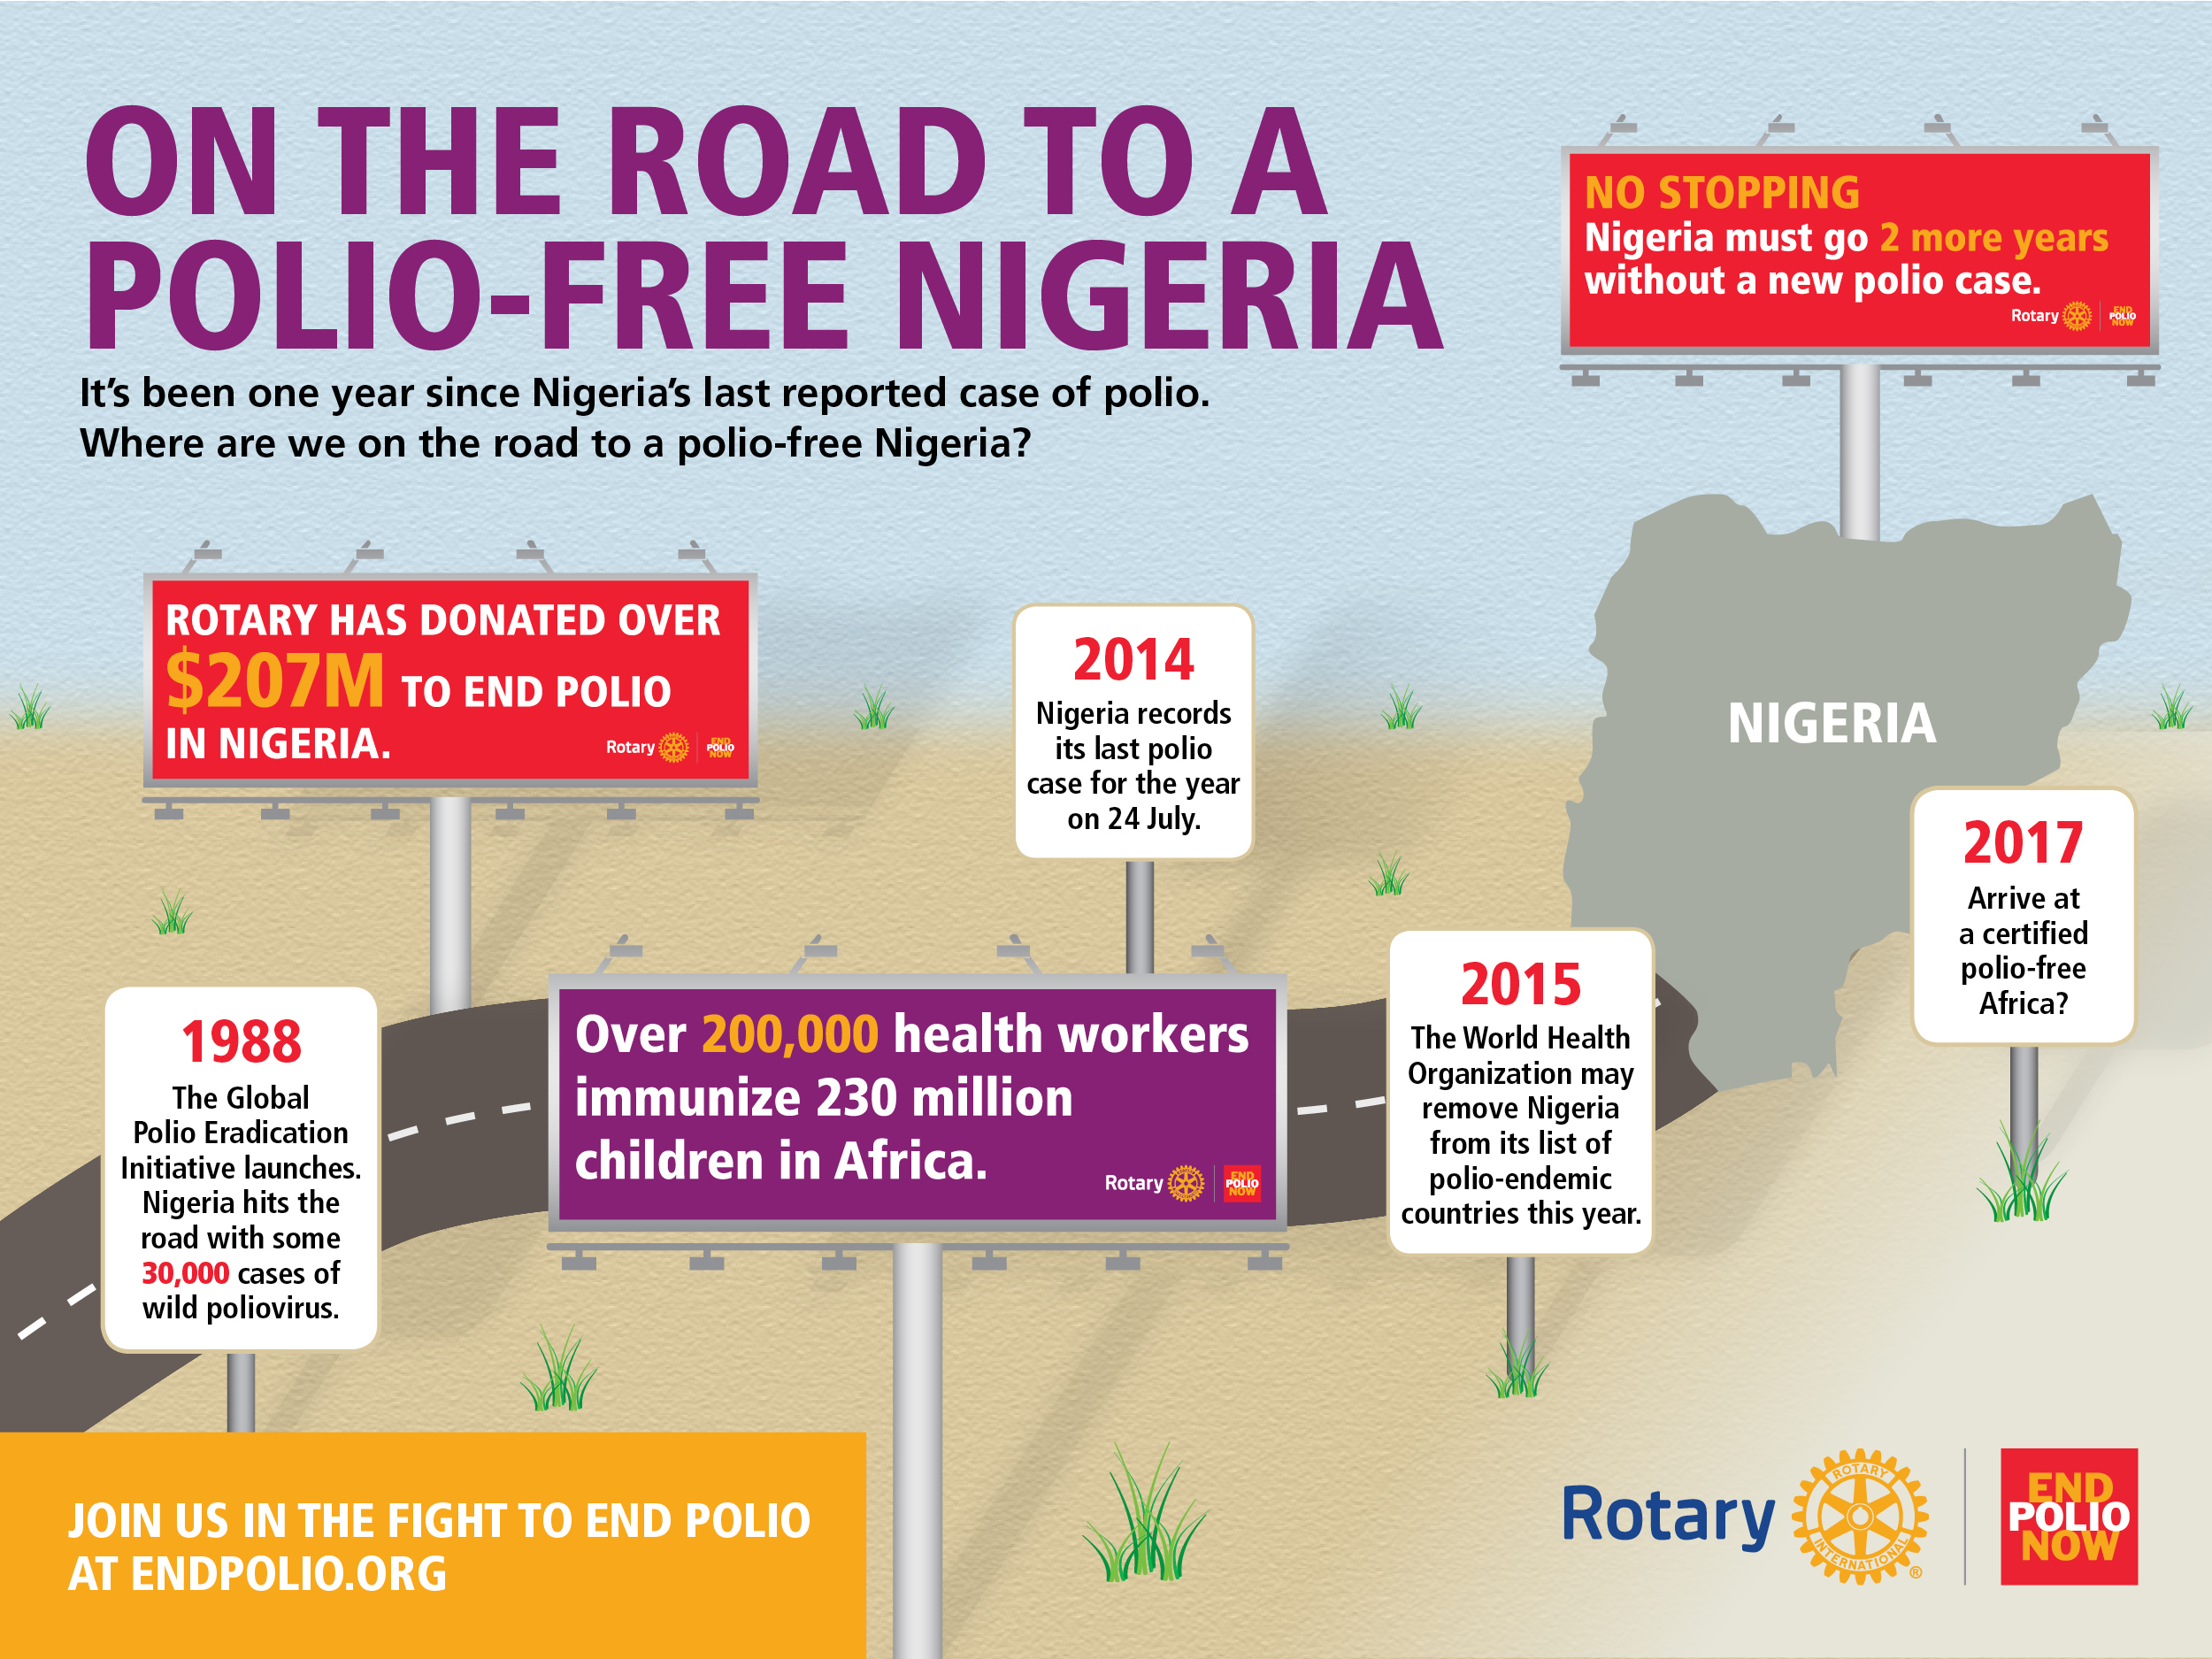 ON THE ROAD TO A
POLIO-FREE NIGERIA
It's been one year since Nigeria's last reported case of polio.
Where are we on the road to a polio-free Nigeria?
NO STOPPING
Nigeria must go 2 more years
without a new polio case.
Rotary
END
POLIO
NOW
ROTARY HAS DONATED OVER
$207M TO END POLIO
IN NIGERIA.
Rotary
END
POLIO
NOW
2014
Nigeria records
its last polio
case for the year
on 24 July.
NIGERIA
2017
Arrive at
a certified
polio-free
Africa?
1988
The Global
Polio Eradication
Initiative launches.
Nigeria hits the
road with some
30,000 cases of
wild poliovirus.
Over 200,000 health workers
immunize 230 million
children in Africa.
Rotary
END
POLIO
NOW
2015
The World Health
Organization may
remove Nigeria
from its list of
polio-endemic
countries this year.
JOIN US IN THE FIGHT TO END POLIO
AT ENDPOLIO.ORG
Rotary
ROTARY
INTERNATIONAL
®
END
POLIO
NOW